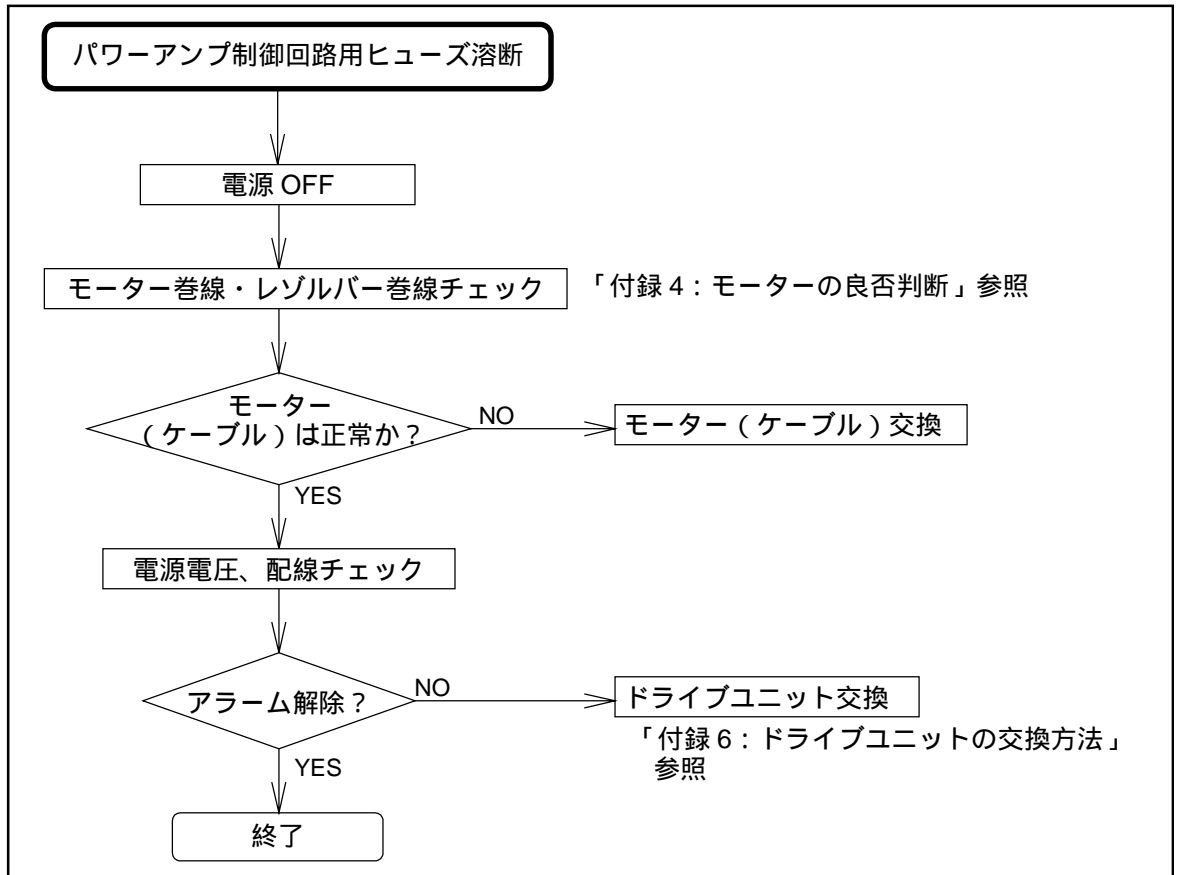 パワーアンプ制御回路用ヒューズ溶断
電源 OFF
モーター巻線・レゾルバー巻線チェック
「付録 4：モーターの良否判断」参照
モーター
（ケーブル）は正常か？
NO
モーター（ケーブル）交換
YES
電源電圧、配線チェック
アラーム解除？
NO
ドライブユニット交換
「付録 6：ドライブユニットの交換方法」
参照
YES
終了